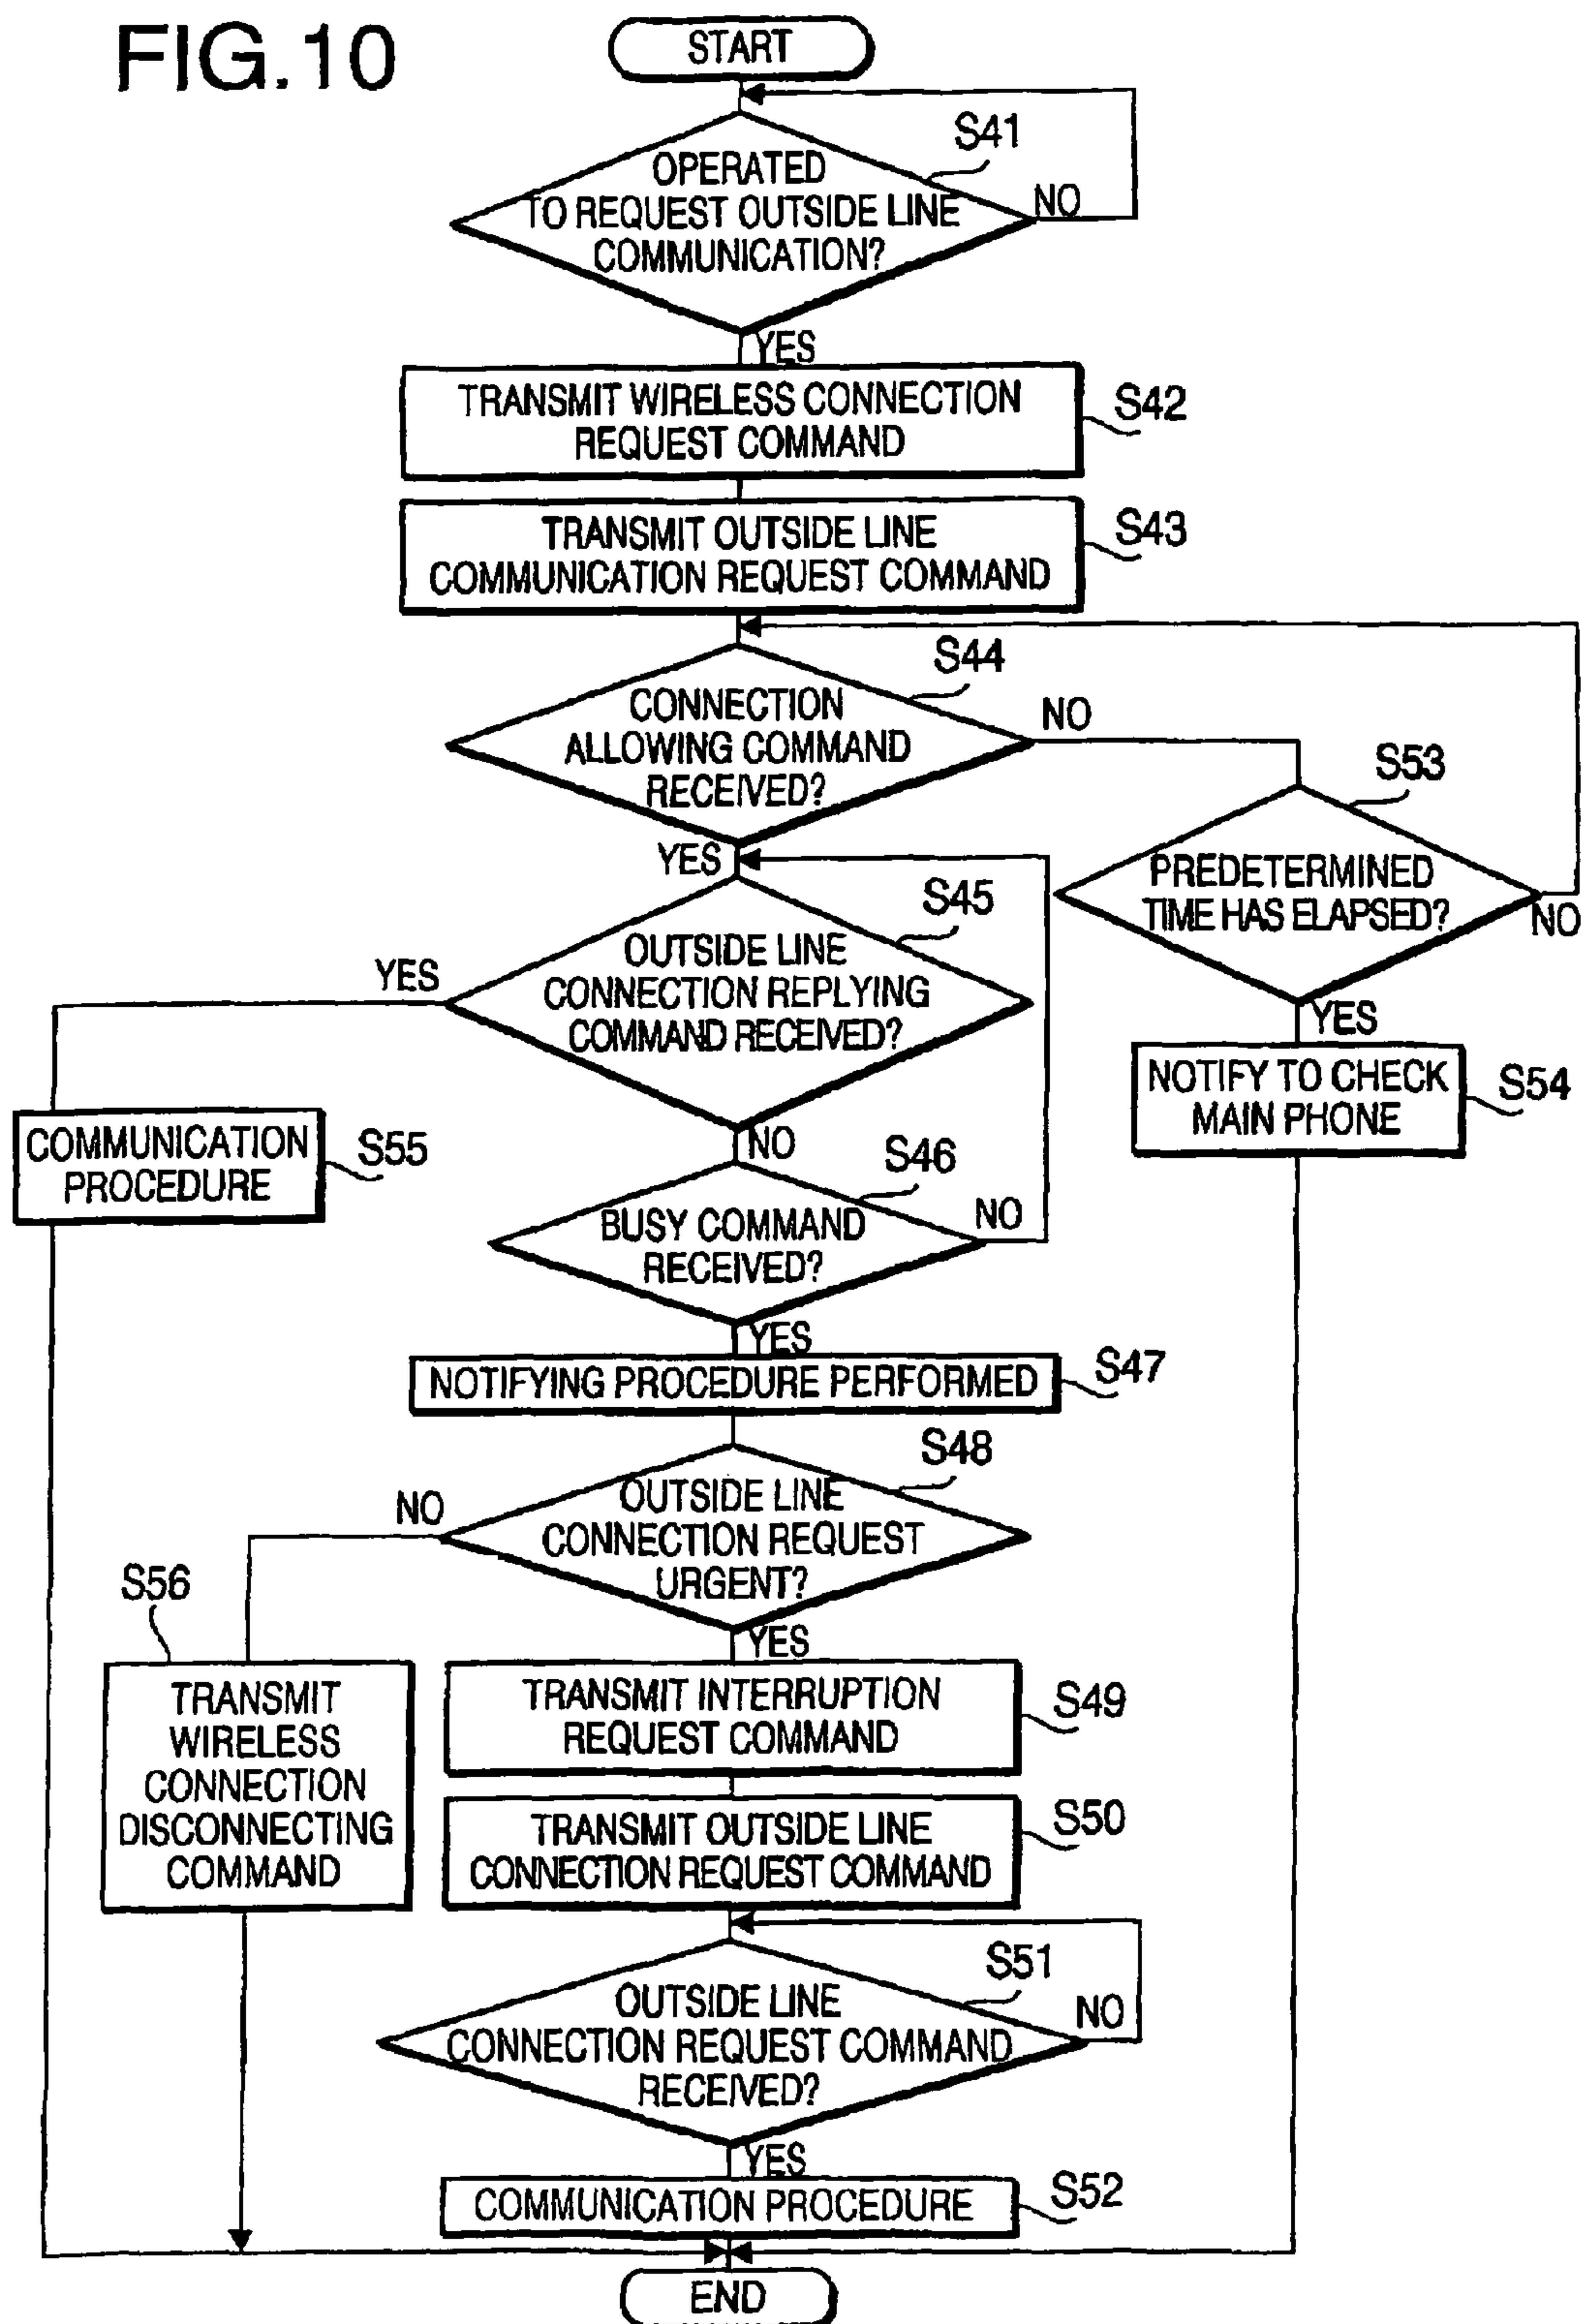 FIG.10
START
S41
OPERATED
TO REQUEST OUTSIDE LINE
COMMUNICATION?
NO
YES
TRANSMIT WIRELESS CONNECTION
REQUEST COMMAND
S42
TRANSMIT OUTSIDE LINE
COMMUNICATION REQUEST COMMAND
S43
S44
CONNECTION
ALLOWING COMMAND
RECEIVED?
NO
YES
S53
PREDETERMINED
TIME HAS ELAPSED?
NO
YES
NOTIFY TO CHECK
MAIN PHONE
S54
S45
OUTSIDE LINE
CONNECTION REPLYING
COMMAND RECEIVED?
YES
NO
COMMUNICATION
PROCEDURE
S55
S46
BUSY COMMAND
RECEIVED?
NO
YES
NOTIFYING PROCEDURE PERFORMED
S47
S48
OUTSIDE LINE
CONNECTION REQUEST
URGENT?
NO
YES
S56
TRANSMIT
WIRELESS
CONNECTION
DISCONNECTING
COMMAND
TRANSMIT INTERRUPTION
REQUEST COMMAND
S49
TRANSMIT OUTSIDE LINE
CONNECTION REQUEST COMMAND
S50
S51
OUTSIDE LINE
CONNECTION REQUEST COMMAND
RECEIVED?
NO
YES
COMMUNICATION PROCEDURE
S52
END